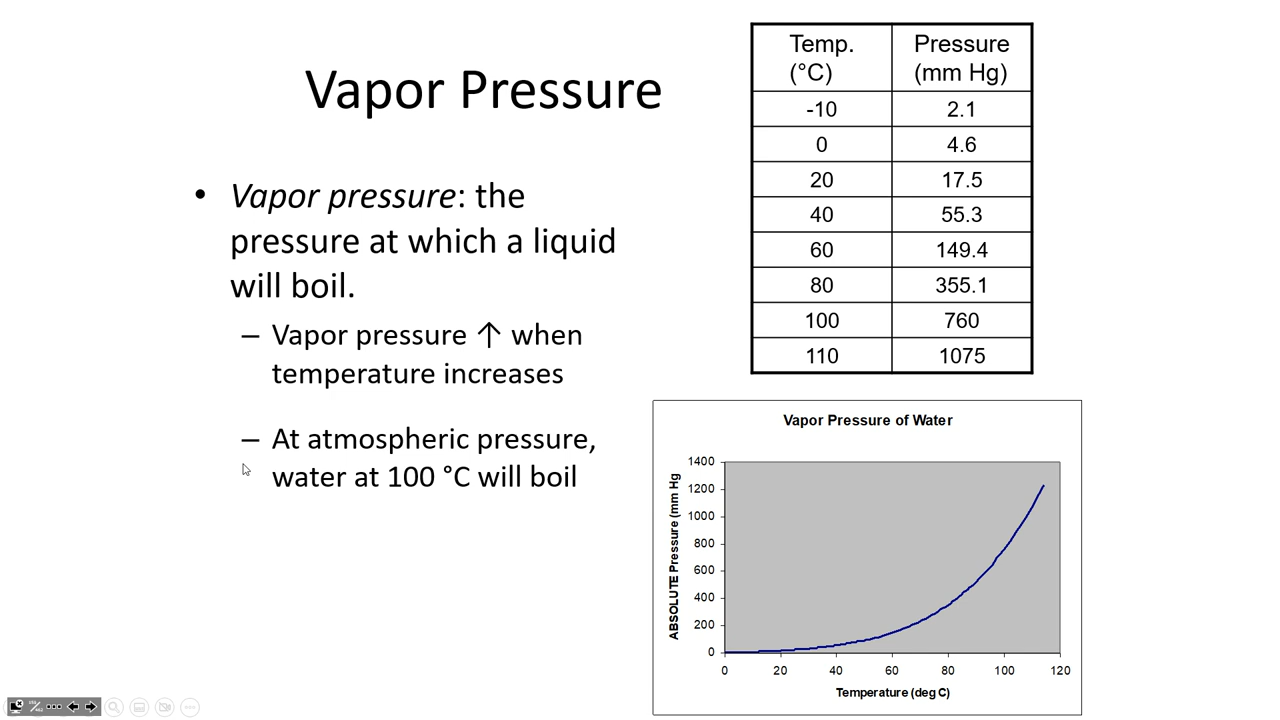 Vapor Pressure
• Vapor pressure: the
pressure at which a liquid
will boil.
– Vapor pressure ↑ when
temperature increases
– At atmospheric pressure,
water at 100 °C will boil
Temp. (°C) Pressure (mm Hg)
-10 2.1
0 4.6
20 17.5
40 55.3
60 149.4
80 355.1
100 760
110 1075
Vapor Pressure of Water
ABSOLUTE Pressure (mm Hg
1400
1200
1000
800
600
400
200
0
0 20 40 60 80 100 120
Temperature (deg C)